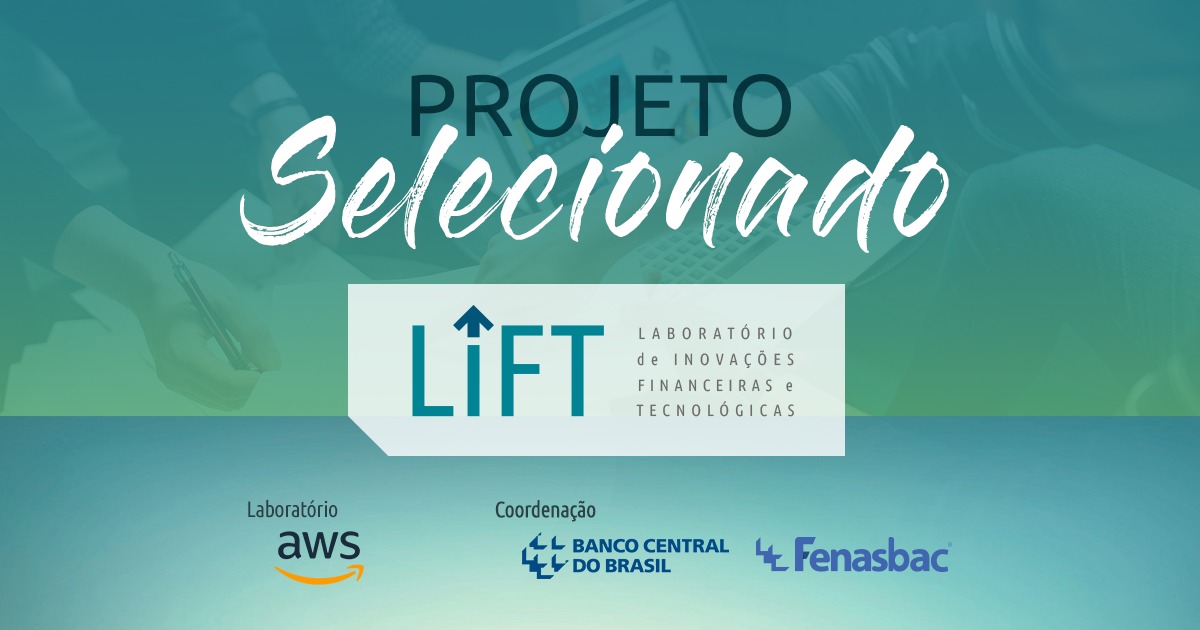 PROJETO
Selecionado
LIFT
LABORATÓRIO
de INOVAÇÕES
FINANCEIRAS e
TECNOLÓGICAS
Laboratório
aws
Coordenação
BANCO CENTRAL
DO BRASIL
Fenasbac